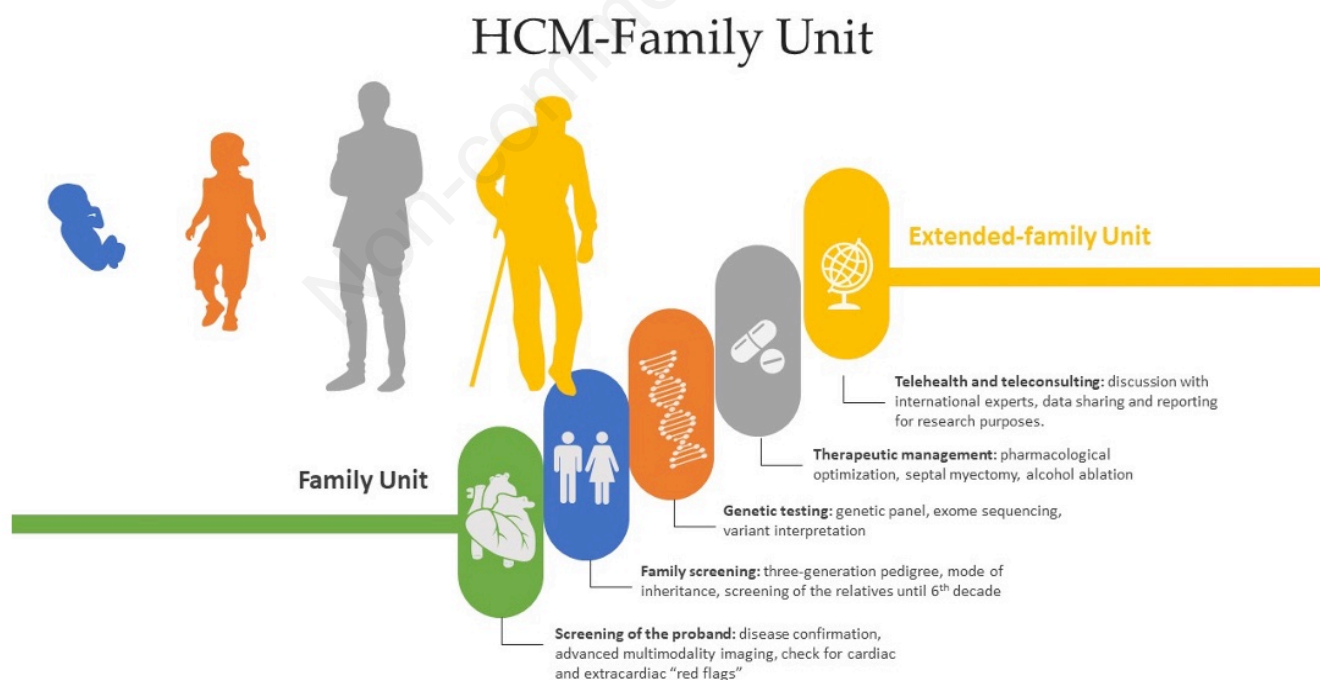 HCM-Family Unit
Non-comme
Extended-family Unit
Telehealth and teleconsulting: discussion with
international experts, data sharing and reporting
for research purposes.
Therapeutic management: pharmacological
optimization, septal myectomy, alcohol ablation
Family Unit
Genetic testing: genetic panel, exome sequencing,
variant interpretation
Family screening: three-generation pedigree, mode of
inheritance, screening of the relatives until 6th decade
Screening of the proband: disease confirmation,
advanced multimodality imaging, check for cardiac
and extracardiac “red flags”